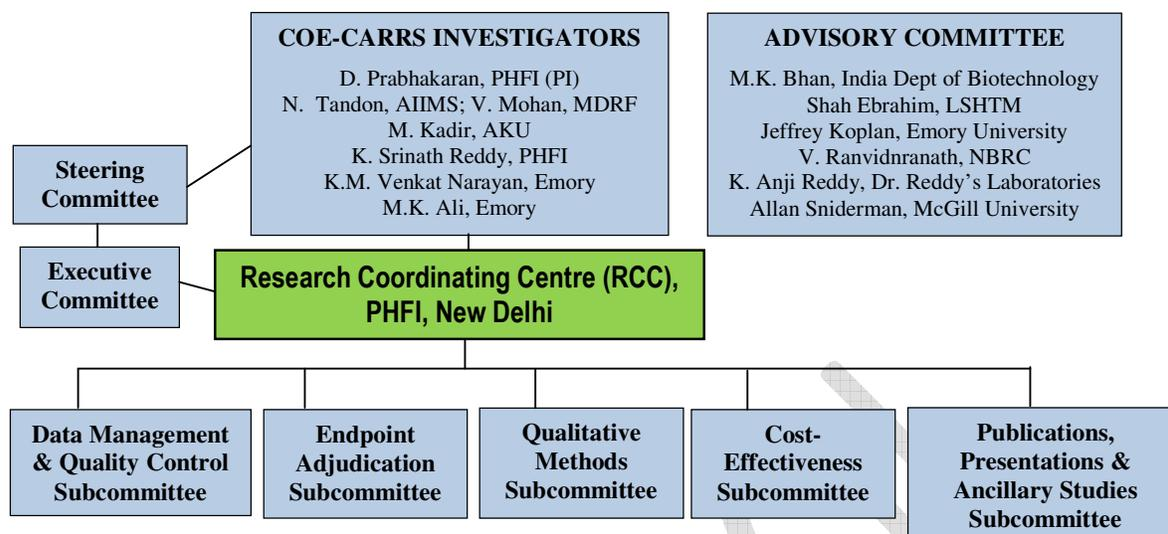 COE-CARRS INVESTIGATORS
D. Prabhakaran, PHFI (PI)
N. Tandon, AIIMS; V. Mohan, MDRF
M. Kadir, AKU
K. Srinath Reddy, PHFI
K.M. Venkat Narayan, Emory
M.K. Ali, Emory
ADVISORY COMMITTEE
M.K. Bhan, India Dept of Biotechnology
Shah Ebrahim, LSHTM
Jeffrey Koplan, Emory University
V. Ranvidnranath, NBRC
K. Anji Reddy, Dr. Reddy's Laboratories
Allan Sniderman, McGill University
Steering
Committee
Executive
Committee
Research Coordinating Centre (RCC),
PHFI, New Delhi
Data Management
& Quality Control
Subcommittee
Endpoint
Adjudication
Subcommittee
Qualitative
Methods
Subcommittee
Cost-
Effectiveness
Subcommittee
Publications,
Presentations &
Ancillary Studies
Subcommittee